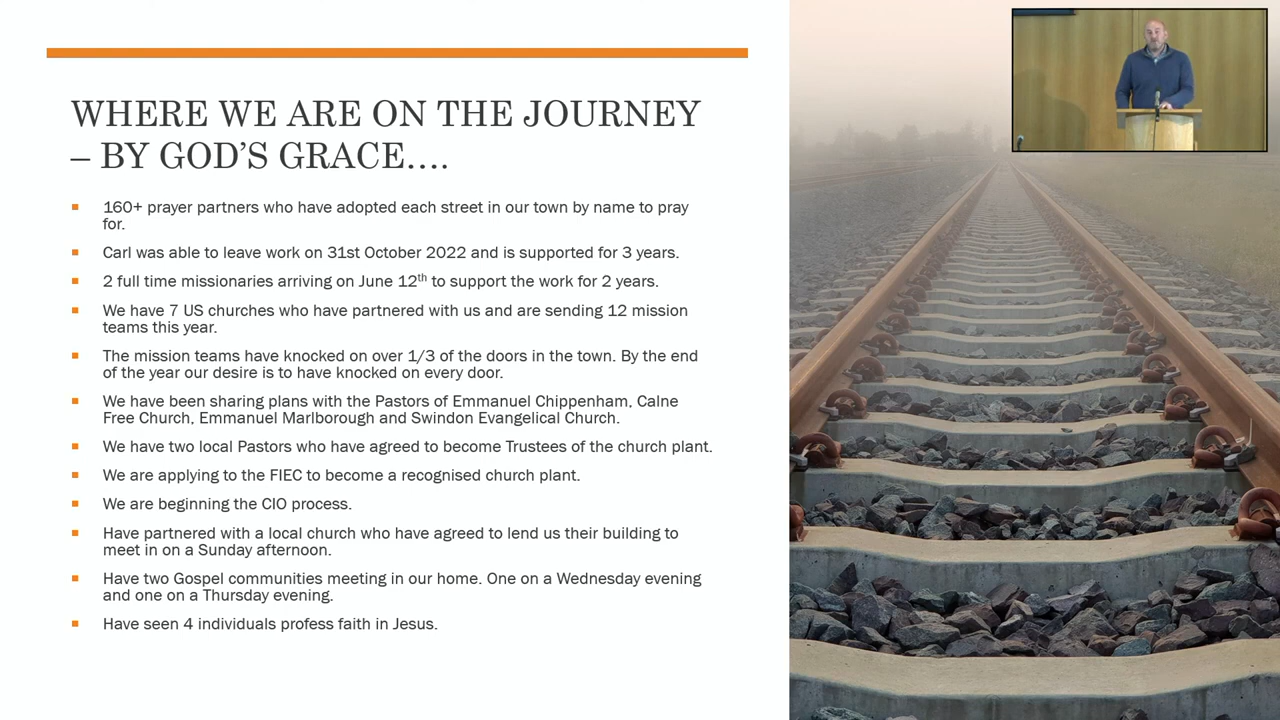 WHERE WE ARE ON THE JOURNEY
– BY GOD'S GRACE….
160+ prayer partners who have adopted each street in our town by name to pray
for.
Carl was able to leave work on 31st October 2022 and is supported for 3 years.
2 full time missionaries arriving on June 12th to support the work for 2 years.
We have 7 US churches who have partnered with us and are sending 12 mission
teams this year.
The mission teams have knocked on over 1/3 of the doors in the town. By the end
of the year our desire is to have knocked on every door.
We have been sharing plans with the Pastors of Emmanuel Chippenham, Calne
Free Church, Emmanuel Marlborough and Swindon Evangelical Church.
We have two local Pastors who have agreed to become Trustees of the church plant.
We are applying to the FIEC to become a recognised church plant.
We are beginning the CIO process.
Have partnered with a local church who have agreed to lend us their building to
meet in on a Sunday afternoon.
Have two Gospel communities meeting in our home. One on a Wednesday evening
and one on a Thursday evening.
Have seen 4 individuals profess faith in Jesus.